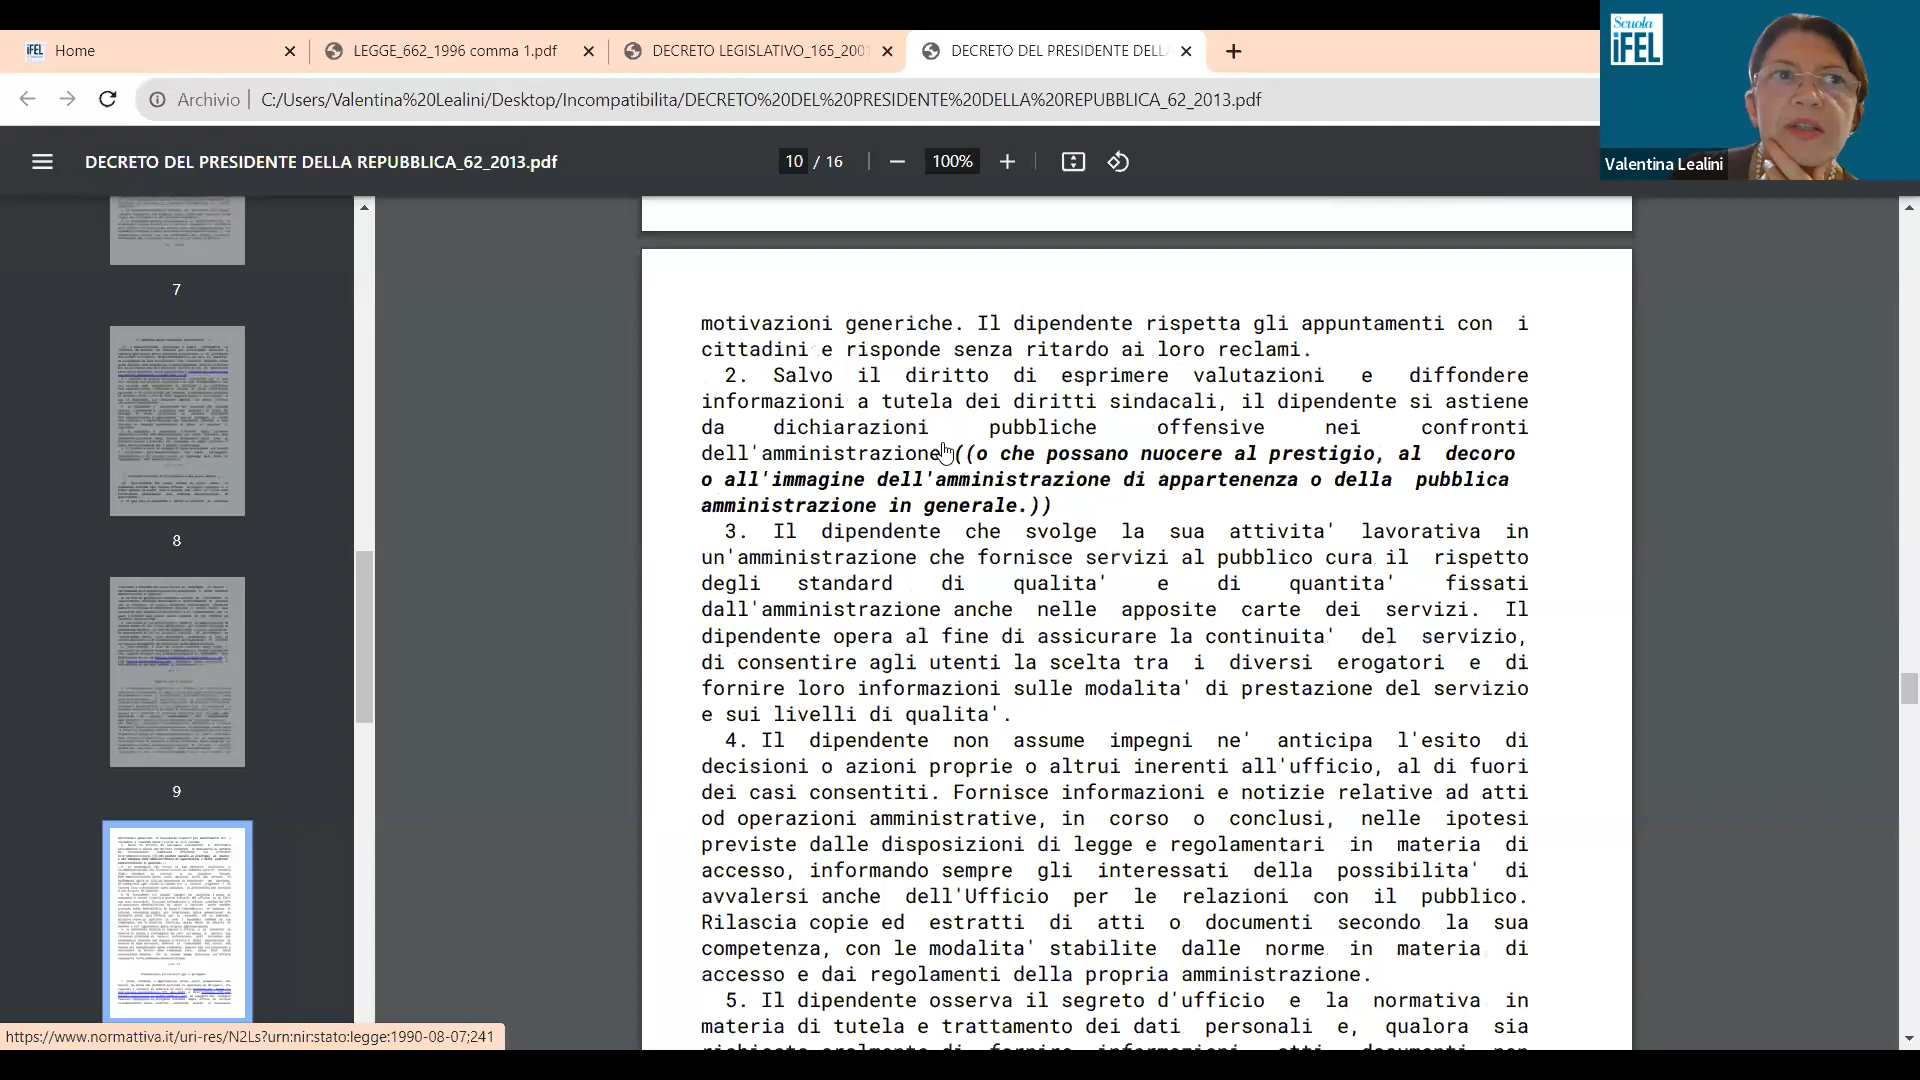 Home
LEGGE_662_1996 comma 1.pdf
DECRETO LEGISLATIVO_165_2001
DECRETO DEL PRESIDENTE DELLA
Archivio
C:/Users/Valentina%20Lealini/Desktop/Incompatibilita/DECRETO%20DEL%20PRESIDENTE%20DELLA%20REPUBBLICA_62_2013.pdf
Scuola
iFEL
Valentina Lealini
DECRETO DEL PRESIDENTE DELLA REPUBBLICA_62_2013.pdf
10 / 16
100%
7
8
9
motivazioni generiche. Il dipendente rispetta gli appuntamenti con i
cittadini e risponde senza ritardo ai loro reclami.
2. Salvo il diritto di esprimere valutazioni e diffondere
informazioni a tutela dei diritti sindacali, il dipendente si astiene
da dichiarazioni pubbliche offensive nei confronti
dell'amministrazione ((o che possano nuocere al prestigio, al decoro
o all'immagine dell'amministrazione di appartenenza o della pubblica
amministrazione in generale.))
3. Il dipendente che svolge la sua attivita' lavorativa in
un'amministrazione che fornisce servizi al pubblico cura il rispetto
degli standard di qualita' e di quantita' fissati
dall'amministrazione anche nelle apposite carte dei servizi. Il
dipendente opera al fine di assicurare la continuita' del servizio,
di consentire agli utenti la scelta tra i diversi erogatori e di
fornire loro informazioni sulle modalita' di prestazione del servizio
e sui livelli di qualita'.
4. Il dipendente non assume impegni ne' anticipa l'esito di
decisioni o azioni proprie o altrui inerenti all'ufficio, al di fuori
dei casi consentiti. Fornisce informazioni e notizie relative ad atti
od operazioni amministrative, in corso o conclusi, nelle ipotesi
previste dalle disposizioni di legge e regolamentari in materia di
accesso, informando sempre gli interessati della possibilita' di
avvalersi anche dell'Ufficio per le relazioni con il pubblico.
Rilascia copie ed estratti di atti o documenti secondo la sua
competenza, con le modalita' stabilite dalle norme in materia di
accesso e dai regolamenti della propria amministrazione.
5. Il dipendente osserva il segreto d'ufficio e la normativa in
materia di tutela e trattamento dei dati personali e, qualora sia
https://www.normattiva.it/uri-res/N2Ls?urn:nir:stato:legge:1990-08-07;241